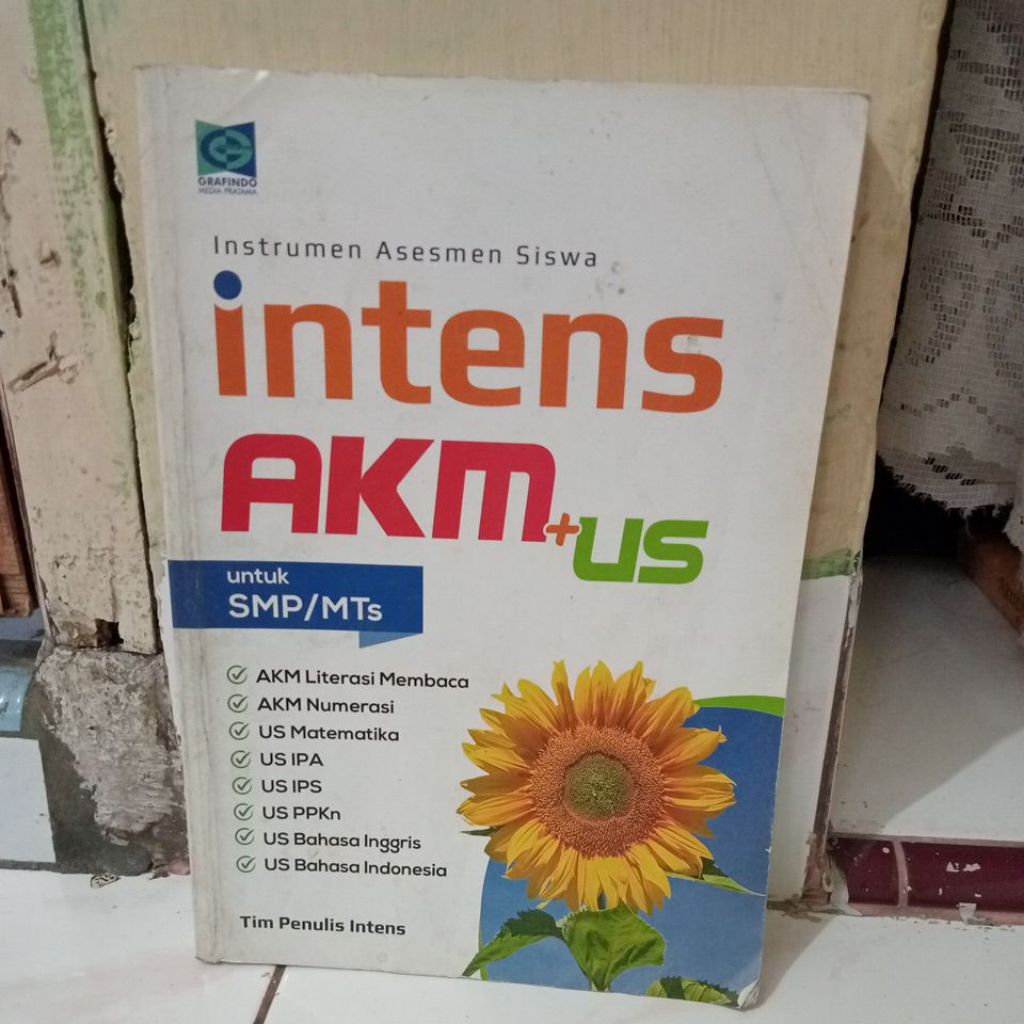 GRAFINDO
MEDIA PRATAMA
Instrumen Asesmen Siswa
intens
AKM+US
untuk
SMP/MTs
AKM Literasi Membaca
AKM Numerasi
US Matematika
US IPA
US IPS
US PPKn
US Bahasa Inggris
US Bahasa Indonesia
Tim Penulis Intens